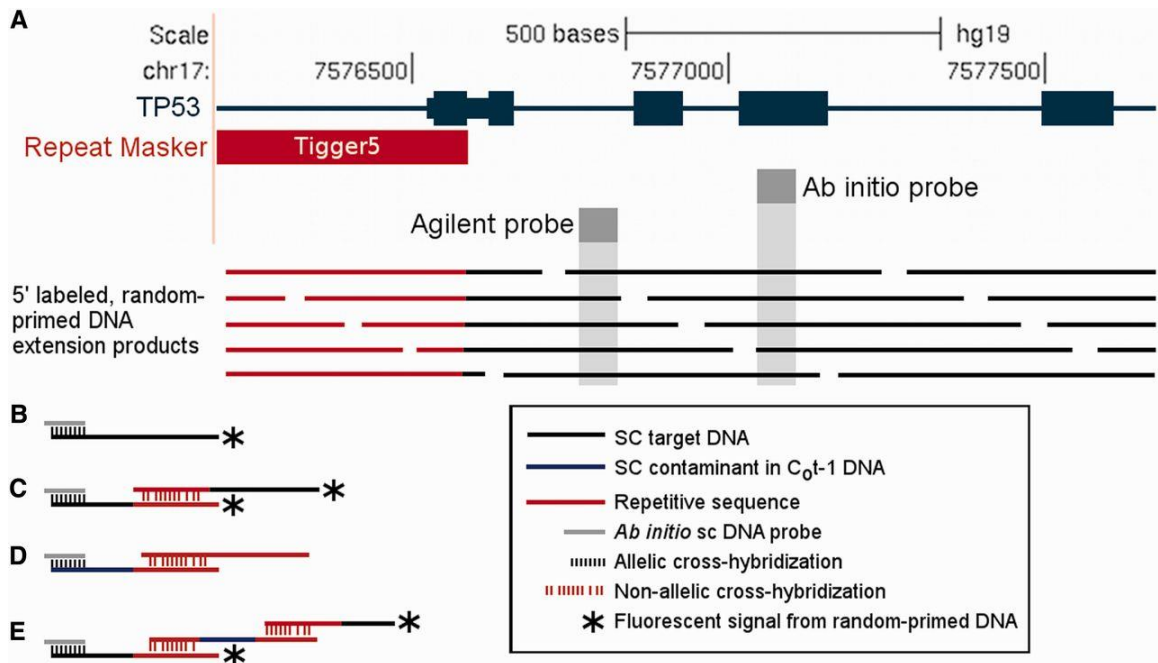 A
Scale 500 bases hg19
chr17: 7576500 7577000 7577500
TP53
Repeat Masker Tigger5
Ab initio probe
Agilent probe
5' labeled, random-
primed DNA
extension products
B
C
D
E
SC target DNA
SC contaminant in C0t-1 DNA
Repetitive sequence
Ab initio sc DNA probe
Allelic cross-hybridization
Non-allelic cross-hybridization
Fluorescent signal from random-primed DNA